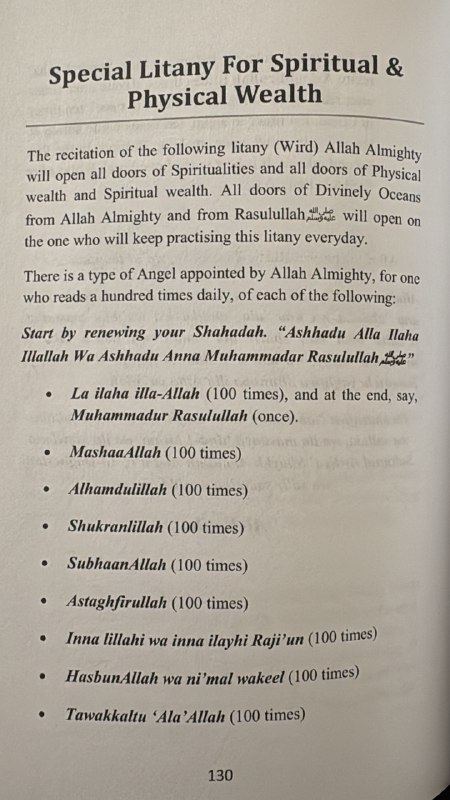 Special Litany For Spiritual &
Physical Wealth
The recitation of the following litany (Wird) Allah Almighty
will open all doors of Spiritualities and all doors of Physical
wealth and Spiritual wealth. All doors of Divinely Oceans
from Allah Almighty and from Rasulullah ﷺ will open on
the one who will keep practising this litany everyday.
There is a type of Angel appointed by Allah Almighty, for one
who reads a hundred times daily, of each of the following:
Start by renewing your Shahadah. “Ashhadu Alla Ilaha
Illallah Wa Ashhadu Anna Muhammadar Rasulullah ﷺ”
• La ilaha illa-Allah (100 times), and at the end, say,
Muhammadur Rasulullah (once).
• MashaaAllah (100 times)
• Alhamdulillah (100 times)
• Shukranlillah (100 times)
• SubhaanAllah (100 times)
• Astaghfirullah (100 times)
• Inna lillahi wa inna ilayhi Raji’un (100 times)
• HasbunAllah wa ni’mal wakeel (100 times)
• Tawakkaltu ‘Ala’Allah (100 times)
130